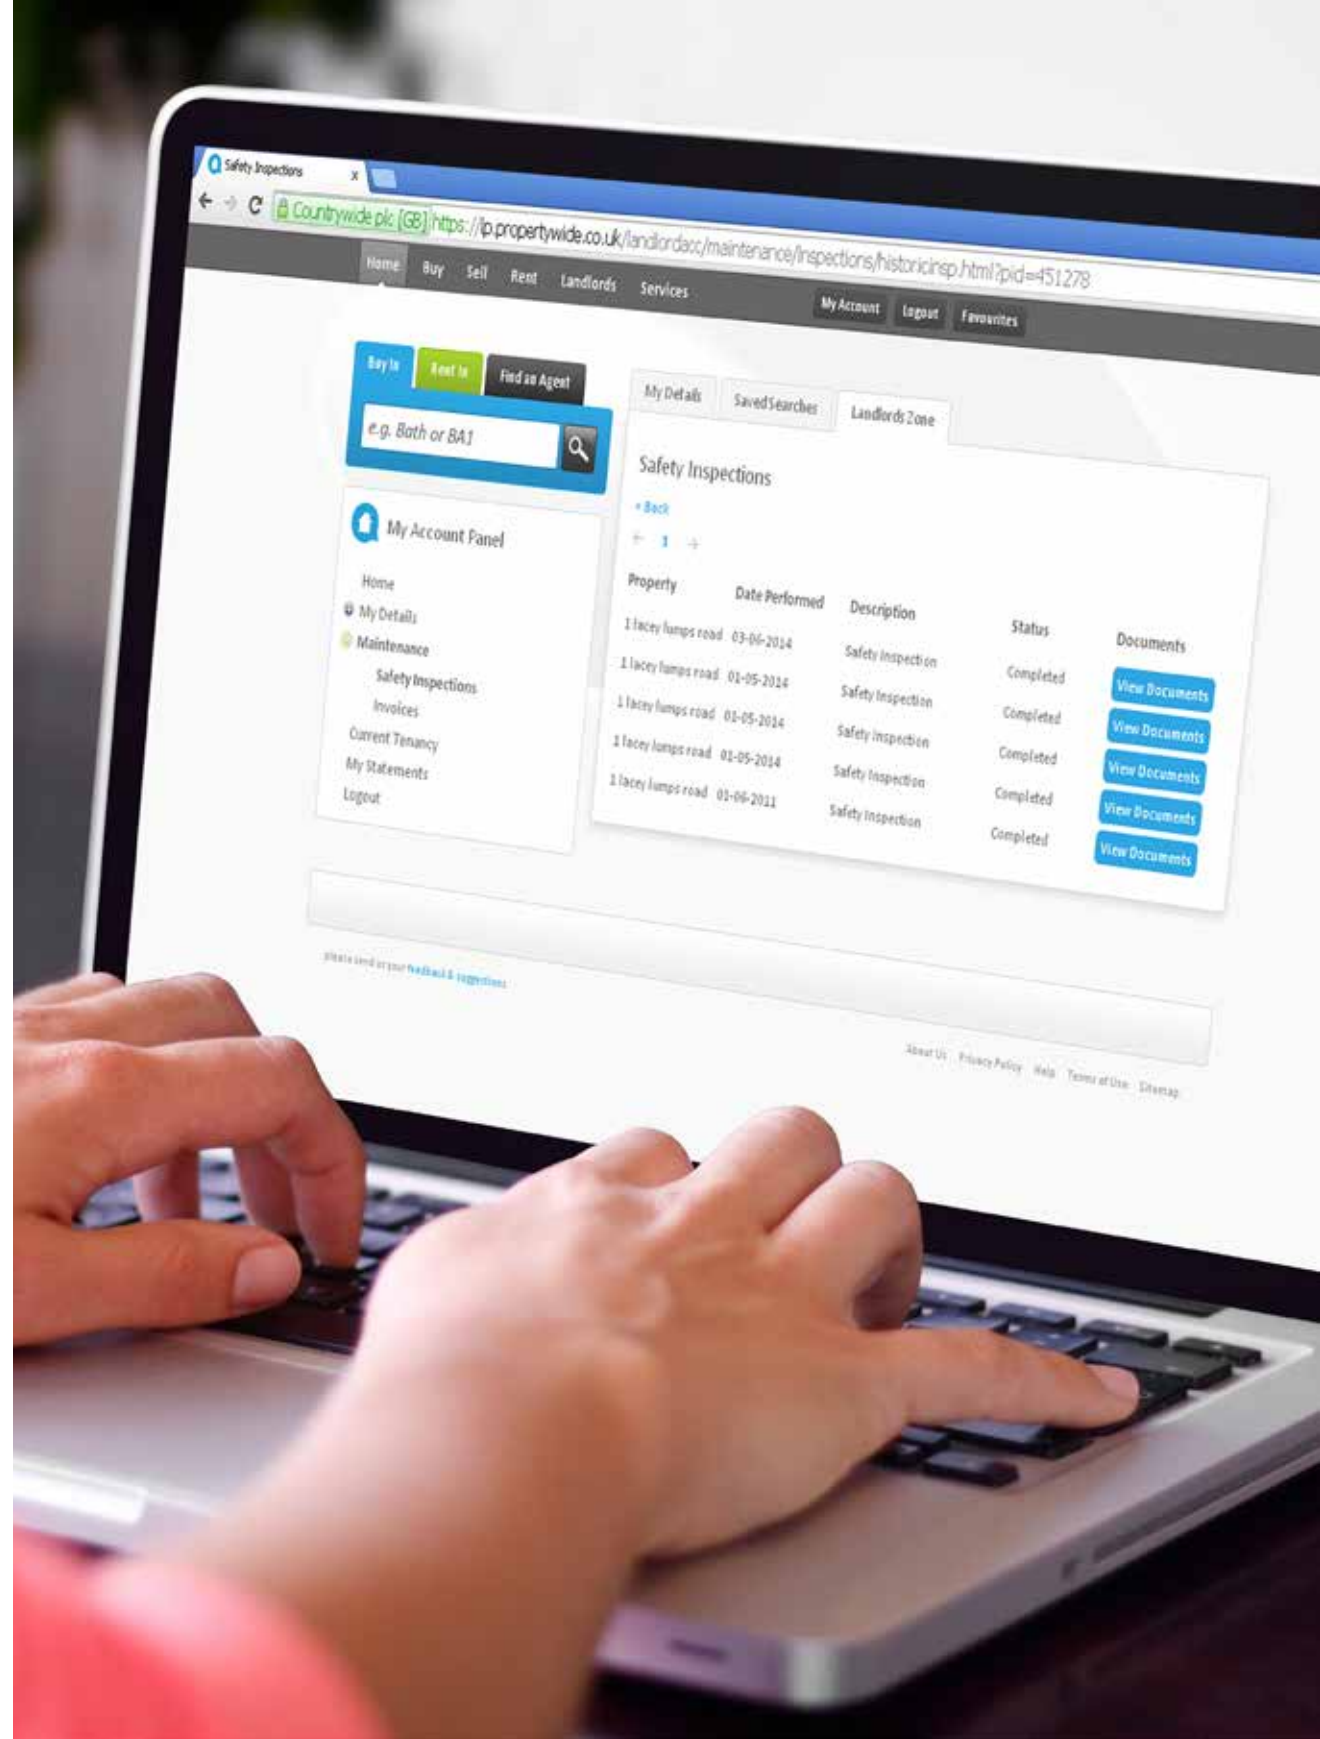 Safety Inspections x
Countrywide plc [GB] https://lp.propertywide.co.uk/landlordacc/maintenance/inspections/historicinsp.html?pid=451278
Home Buy Sell Rent Landlords Services My Account Logout Favourites
Buy In Rent In Find an Agent
e.g. Bath or BA1
My Account Panel
Home
My Details
Maintenance
Safety Inspections
Invoices
Current Tenancy
My Statements
Logout
My Details Saved Searches Landlords Zone
Safety Inspections
« Back
← 1 →
Property Date Performed Description Status Documents
1 lacey lumps road 03-06-2014 Safety Inspection Completed View Documents
1 lacey lumps road 01-05-2014 Safety Inspection Completed View Documents
1 lacey lumps road 01-05-2014 Safety Inspection Completed View Documents
1 lacey lumps road 01-05-2014 Safety Inspection Completed View Documents
1 lacey lumps road 01-06-2011 Safety Inspection Completed View Documents
please send us your feedback & suggestions
About Us Privacy Policy Help Terms of Use Sitemap